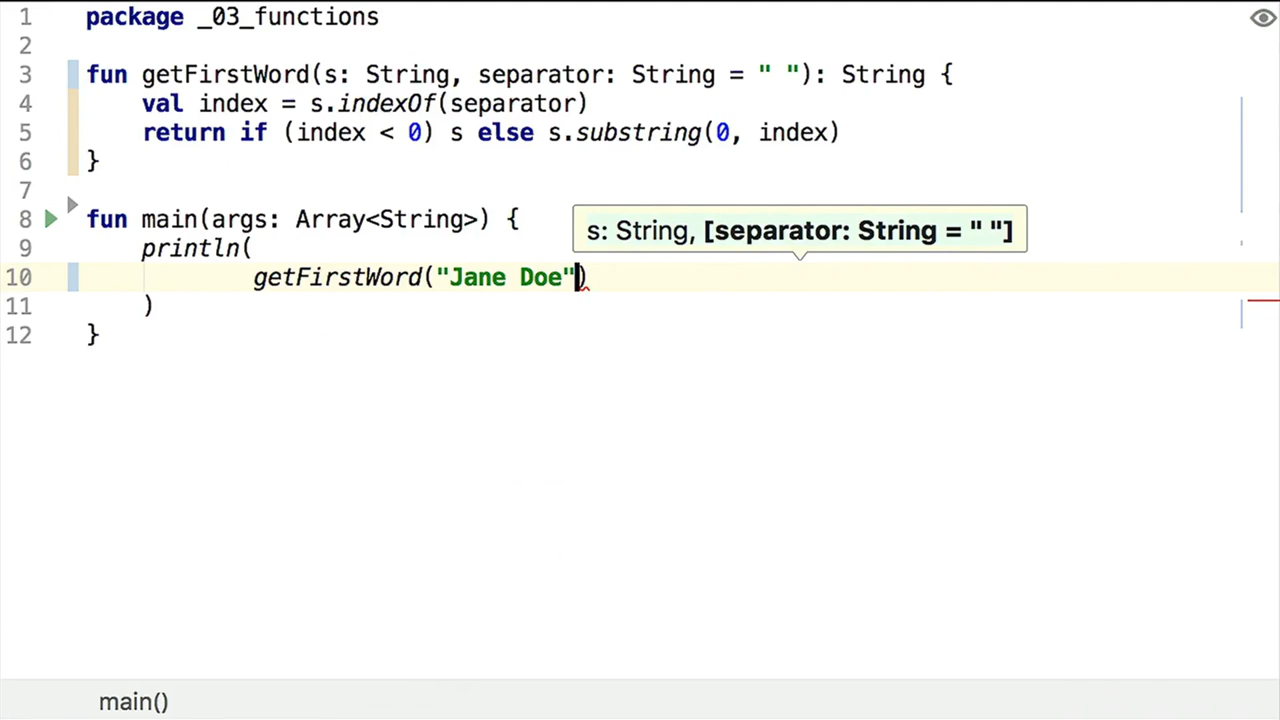 1 package _03_functions
2
3 fun getFirstWord(s: String, separator: String = " "): String {
4 val index = s.indexOf(separator)
5 return if (index < 0) s else s.substring(0, index)
6 }
7
8 fun main(args: Array<String>) {
s: String, [separator: String = " "]
9 println(
10 getFirstWord("Jane Doe")
11 )
12 }
main()